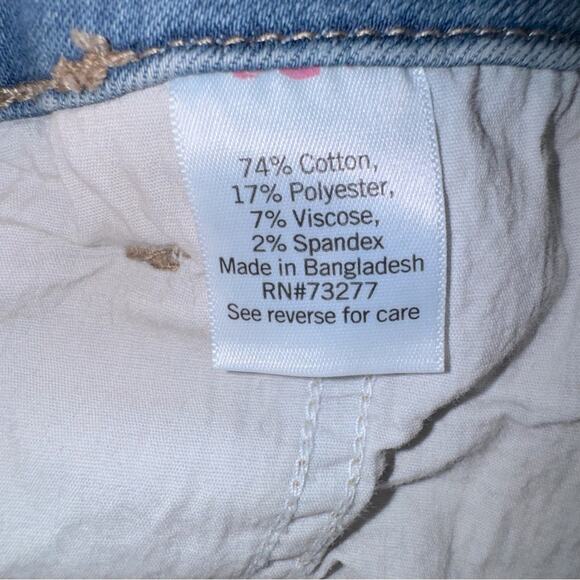 74% Cotton,
17% Polyester,
7% Viscose,
2% Spandex
Made in Bangladesh
RN#73277
See reverse for care